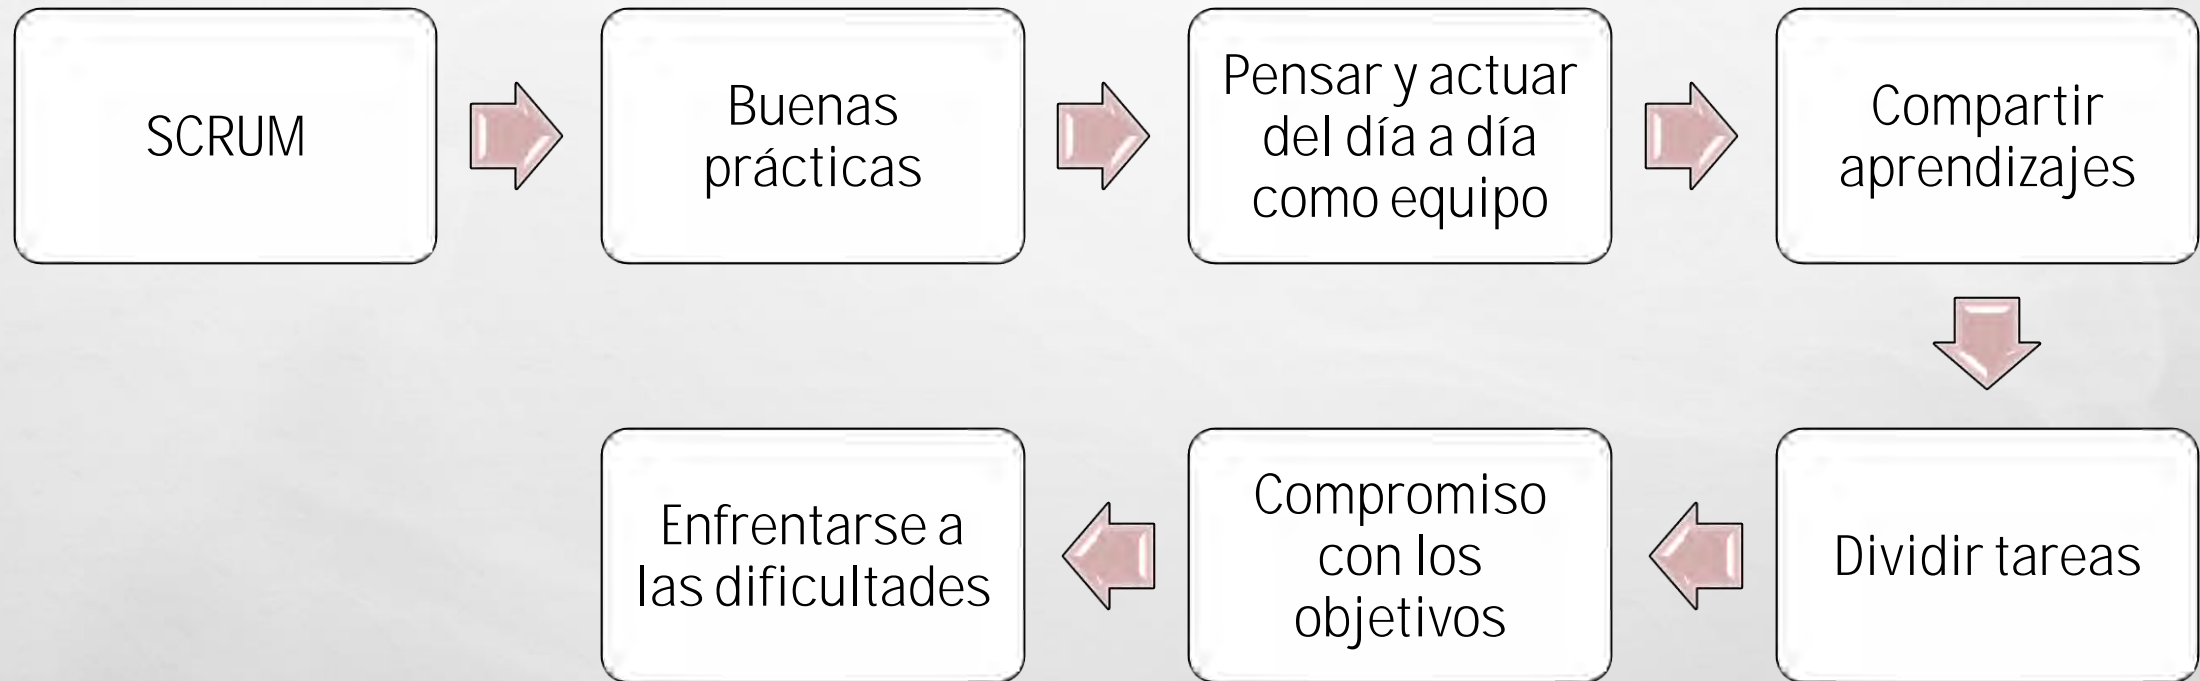 SCRUM
Buenas
prácticas
Pensar y actuar
del día a día
como equipo
Compartir
aprendizajes
Dividir tareas
Compromiso
con los
objetivos
Enfrentarse a
las dificultades